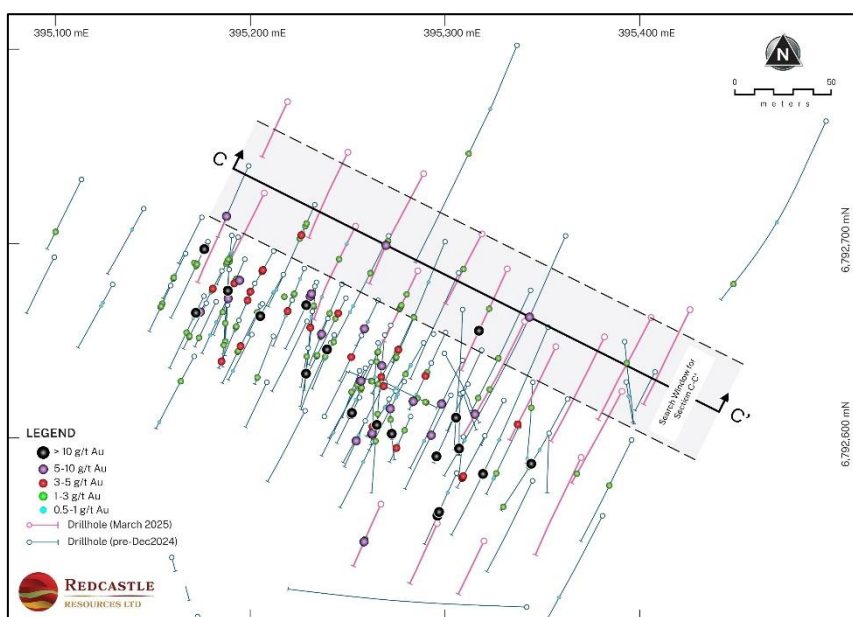 395,100 mE
395,200 mE
395,300 mE
395,400 mE
N
0
50
meters
C
6,792,700 mN
Search Window for
Section C-C'
C'
6,792,600 mN
LEGEND
> 10 g/t Au
5-10 g/t Au
3-5 g/t Au
1-3 g/t Au
0.5-1 g/t Au
Drillhole (March 2025)
Drillhole (pre-Dec2024)
REDCASTLE
RESOURCES LTD